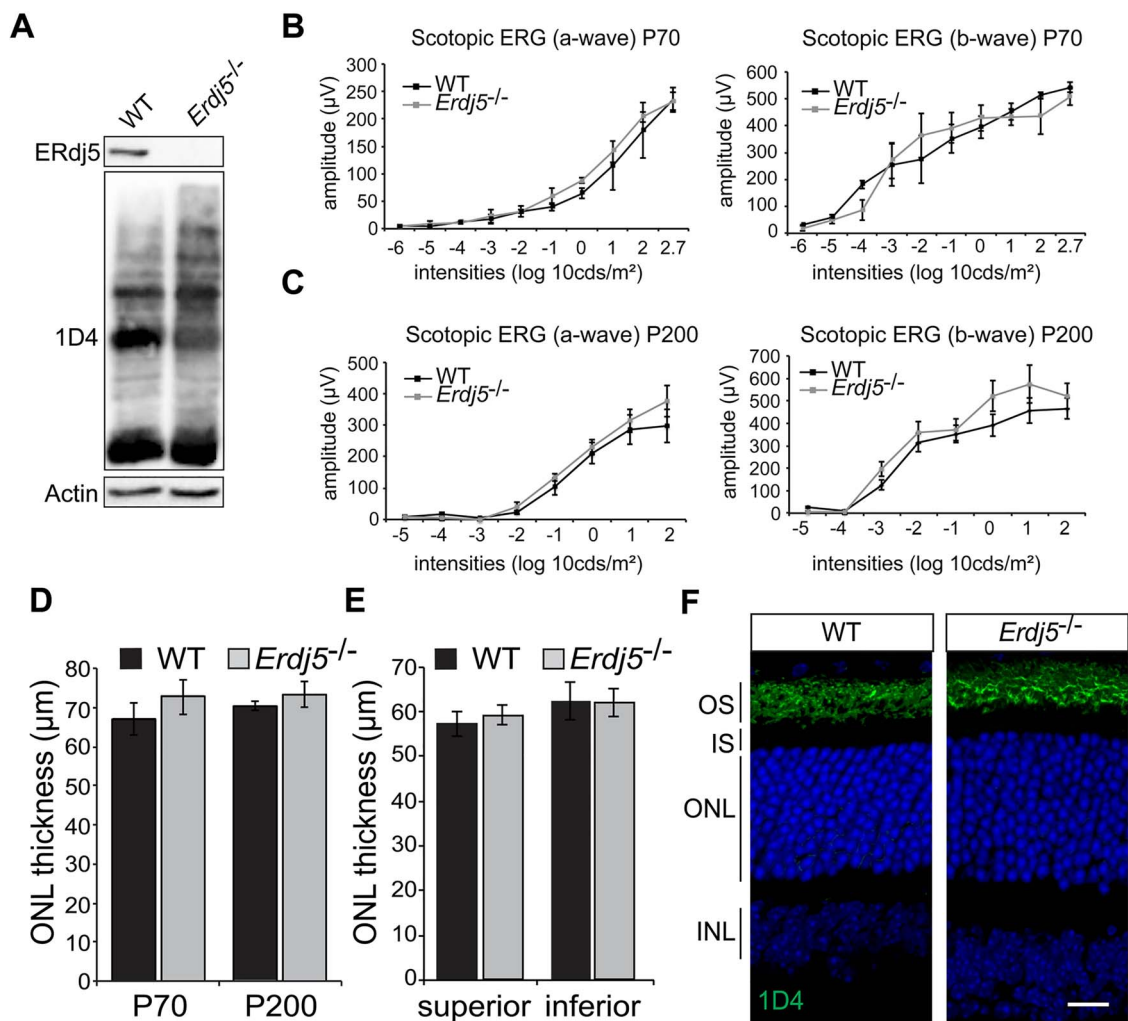 A
WT
Erdj5-/-
ERdj5
1D4
Actin
B
Scotopic ERG (a-wave) P70
amplitude (µV)
250
200
150
100
50
0
WT
Erdj5-/-
-6 -5 -4 -3 -2 -1 0 1 2 2.7
intensities (log 10cds/m²)
Scotopic ERG (b-wave) P70
amplitude (µV)
600
500
400
300
200
100
0
WT
Erdj5-/-
-6 -5 -4 -3 -2 -1 0 1 2 2.7
intensities (log 10cds/m²)
C
Scotopic ERG (a-wave) P200
amplitude (µV)
500
400
300
200
100
0
WT
Erdj5-/-
-5 -4 -3 -2 -1 0 1 2
intensities (log 10cds/m²)
Scotopic ERG (b-wave) P200
amplitude (µV)
700
600
500
400
300
200
100
0
WT
Erdj5-/-
-5 -4 -3 -2 -1 0 1 2
intensities (log 10cds/m²)
D
WT Erdj5-/-
ONL thickness (µm)
80
70
60
50
40
30
20
10
0
P70 P200
E
WT Erdj5-/-
ONL thickness (µm)
70
60
50
40
30
20
10
0
superior inferior
F
WT
Erdj5-/-
OS
IS
ONL
INL
1D4